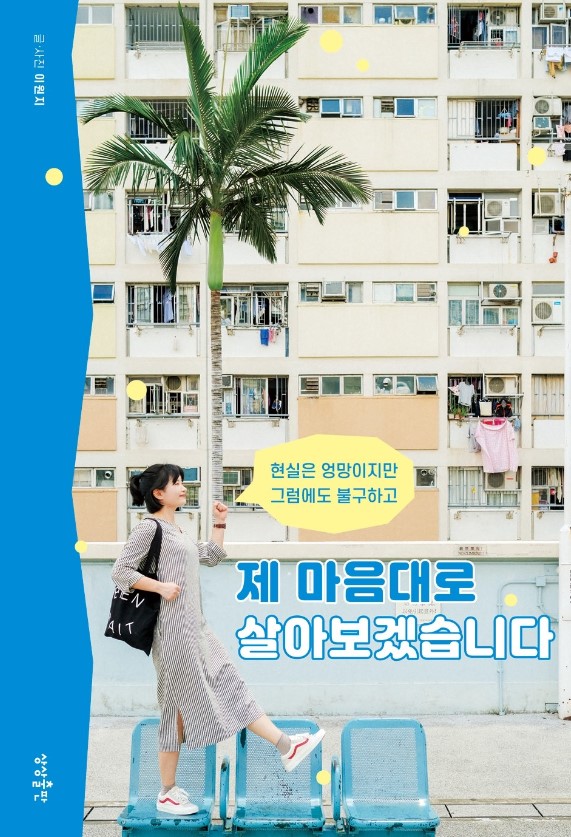 글·사진 이원지
현실은 엉망이지만
그럼에도 불구하고
제 마음대로
살아보겠습니다
상상출판